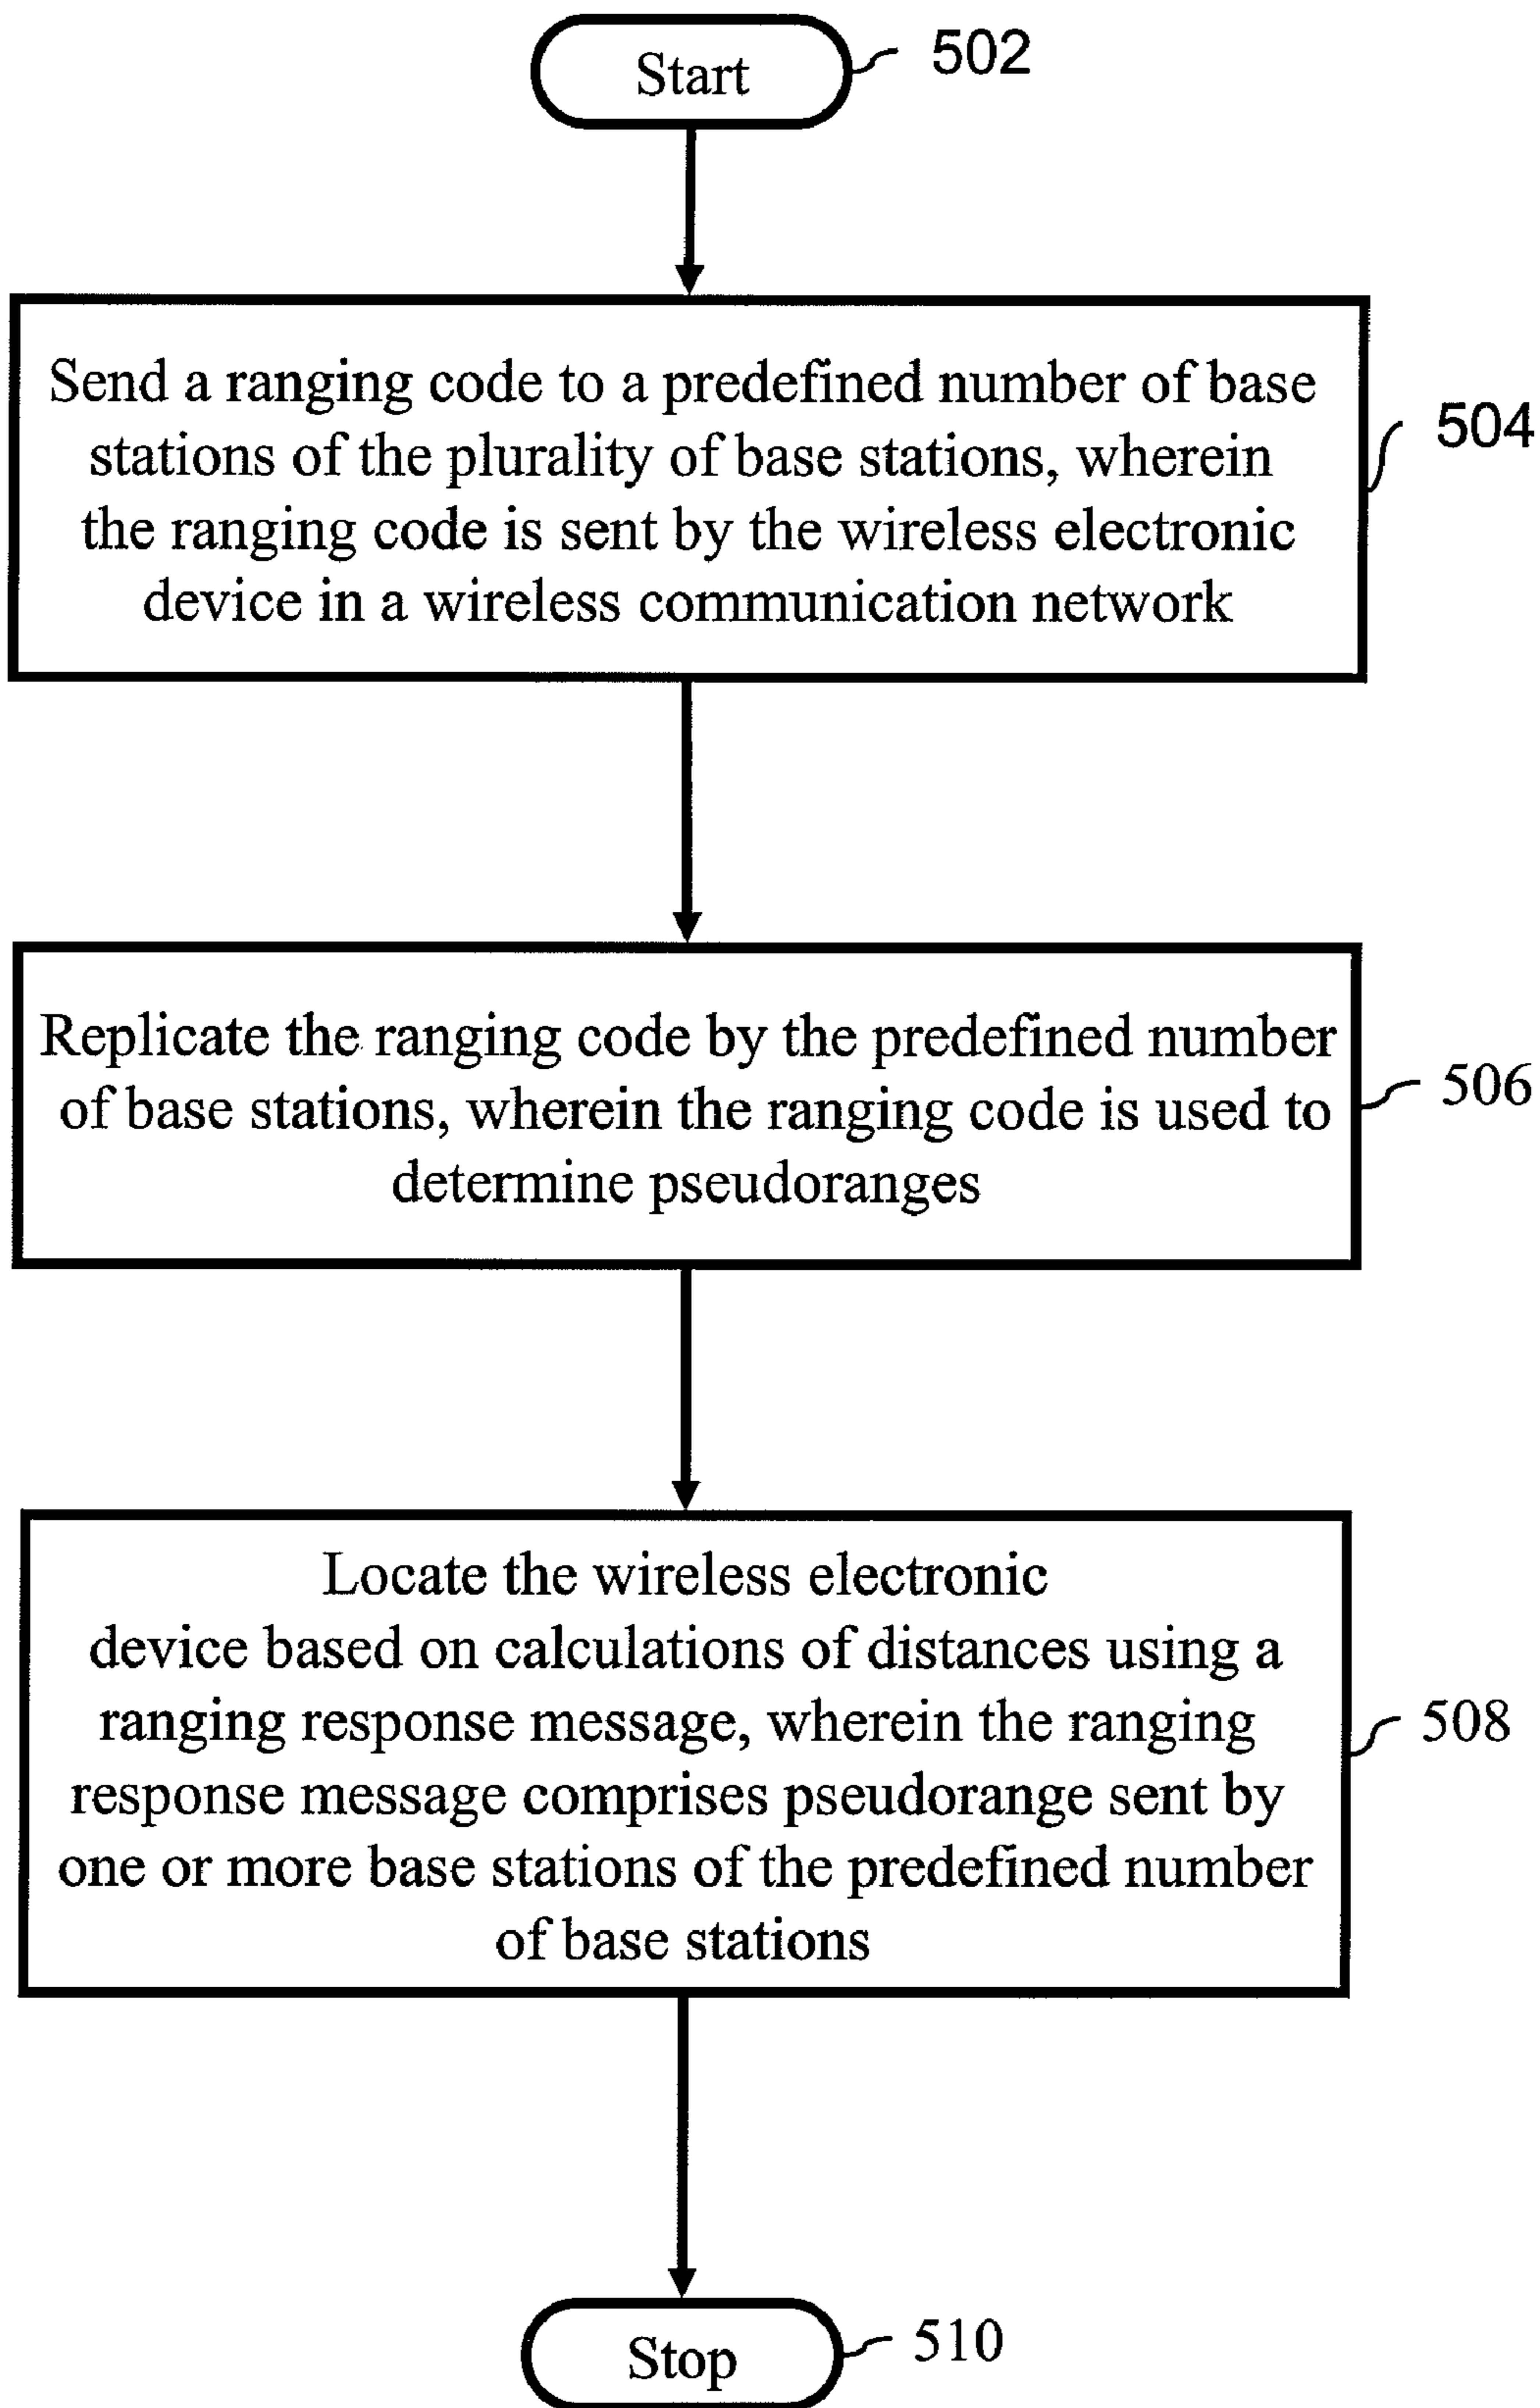 Start
502
Send a ranging code to a predefined number of base
stations of the plurality of base stations, wherein
the ranging code is sent by the wireless electronic
device in a wireless communication network
504
Replicate the ranging code by the predefined number
of base stations, wherein the ranging code is used to
determine pseudoranges
506
Locate the wireless electronic
device based on calculations of distances using a
ranging response message, wherein the ranging
response message comprises pseudorange sent by
one or more base stations of the predefined number
of base stations
508
Stop
510